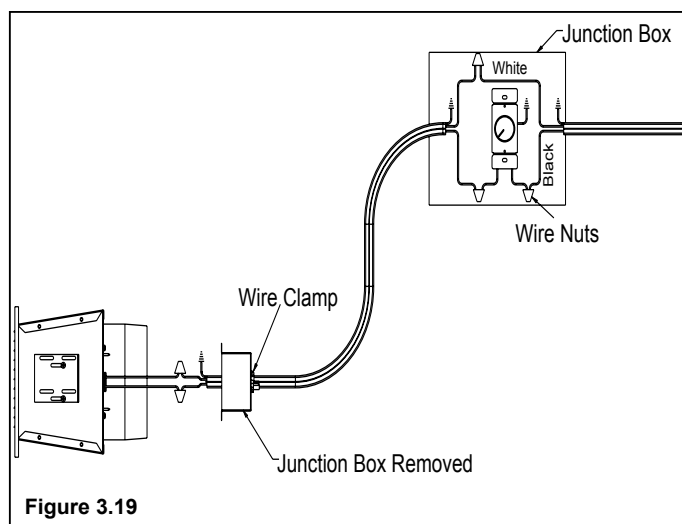 Junction Box
White
Black
Wire Nuts
Wire Clamp
Junction Box Removed
Figure 3.19